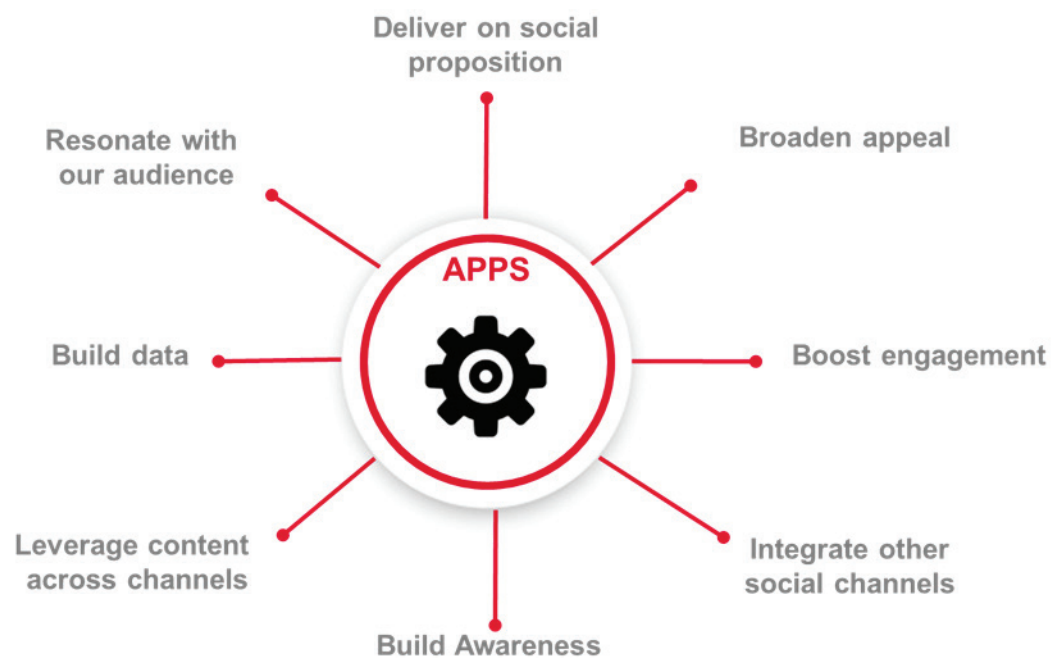 Deliver on social
proposition
Broaden appeal
Resonate with
our audience
APPS
Build data
Boost engagement
Leverage content
across channels
Integrate other
social channels
Build Awareness